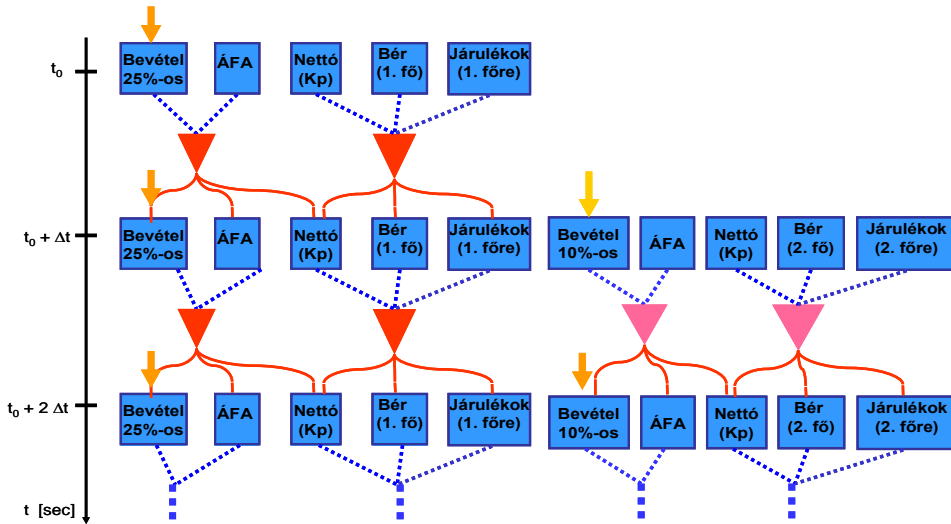 t₀
Bevétel
25%-os
ÁFA
Nettó
(Kp)
Bér
(1. fő)
Járulékok
(1. főre)
t₀ + Δt
Bevétel
25%-os
ÁFA
Nettó
(Kp)
Bér
(1. fő)
Járulékok
(1. főre)
Bevétel
10%-os
ÁFA
Nettó
(Kp)
Bér
(2. fő)
Járulékok
(2. főre)
t₀ + 2 Δt
Bevétel
25%-os
ÁFA
Nettó
(Kp)
Bér
(1. fő)
Járulékok
(1. főre)
Bevétel
10%-os
ÁFA
Nettó
(Kp)
Bér
(2. fő)
Járulékok
(2. főre)
t [sec]